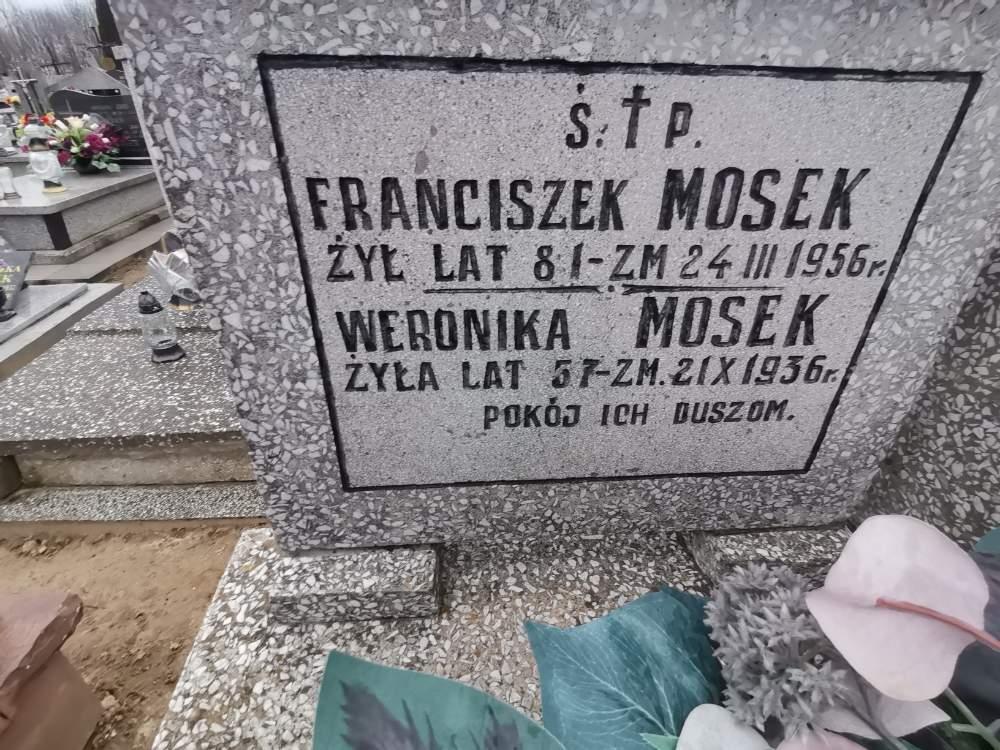 Ś. † P.
FRANCISZEK MOSEK
ŻYŁ LAT 81-ZM 24 III 1956r.
WERONIKA MOSEK
ŻYŁA LAT 57-ZM. 21 X 1936r.
POKÓJ ICH DUSZOM.